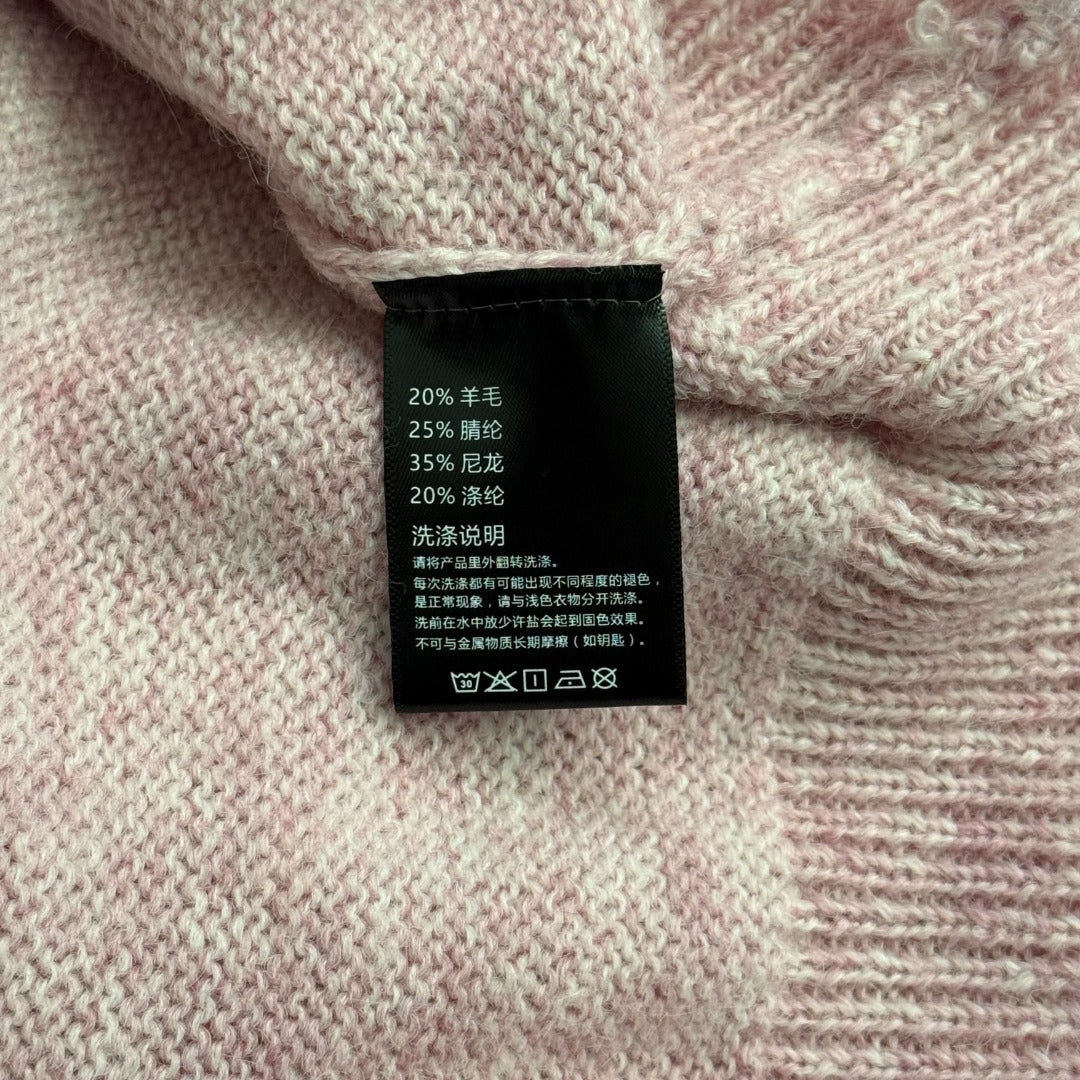 20% 羊毛
25% 腈纶
35% 尼龙
20% 涤纶
洗涤说明
请将产品里外翻转洗涤。
每次洗涤都有可能出现不同程度的褪色，
是正常现象，请与浅色衣物分开洗涤。
洗前在水中放少许盐会起到固色效果。
不可与金属物质长期摩擦（如钥匙）。
30